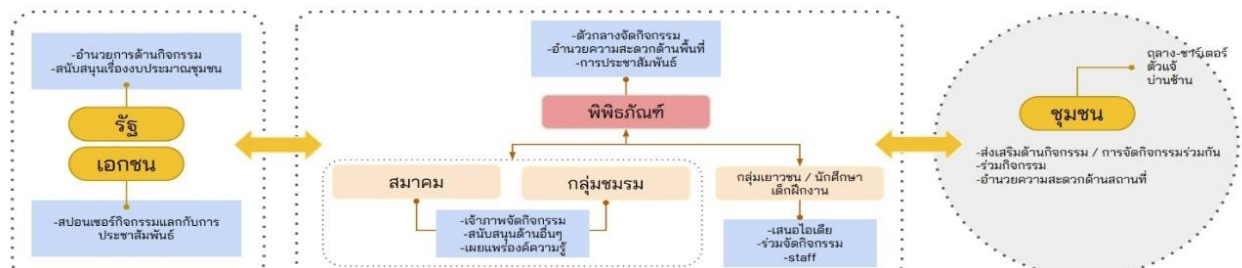 -อำนวยการด้านกิจกรรม
-สนับสนุนเรื่องงบประมาณชุมชน
รัฐ
เอกชน
-สปอนเซอร์กิจกรรมแลกกับการ
ประชาสัมพันธ์
-ตัวกลางจัดกิจกรรม
-อำนวยความสะดวกด้านพื้นที่
-การประชาสัมพันธ์
พิพิธภัณฑ์
สมาคม
กลุ่มชมรม
-เจ้าภาพจัดกิจกรรม
-สนับสนุนด้านอื่นๆ
-เผยแพร่องค์ความรู้
กลุ่มเยาวชน / นักศึกษา
เด็กฝึกงาน
-เสนอไอเดีย
-ร่วมจัดกิจกรรม
-staff
ถลาง-ชาร์เตอร์
ตัวแจ้
บ่านซ้าน
ชุมชน
-ส่งเสริมด้านกิจกรรม / การจัดกิจกรรมร่วมกัน
-ร่วมกิจกรรม
-อำนวยความสะดวกด้านสถานที่